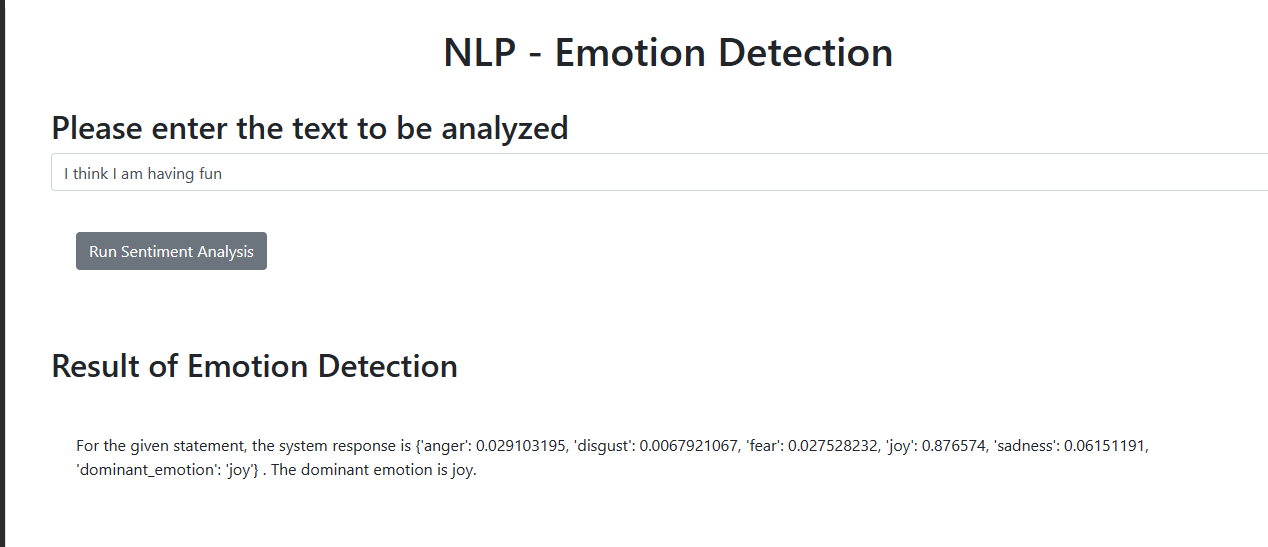 NLP - Emotion Detection
Please enter the text to be analyzed
I think I am having fun
Run Sentiment Analysis
Result of Emotion Detection
For the given statement, the system response is {'anger': 0.029103195, 'disgust': 0.0067921067, 'fear': 0.027528232, 'joy': 0.876574, 'sadness': 0.06151191,
'dominant_emotion': 'joy'} . The dominant emotion is joy.